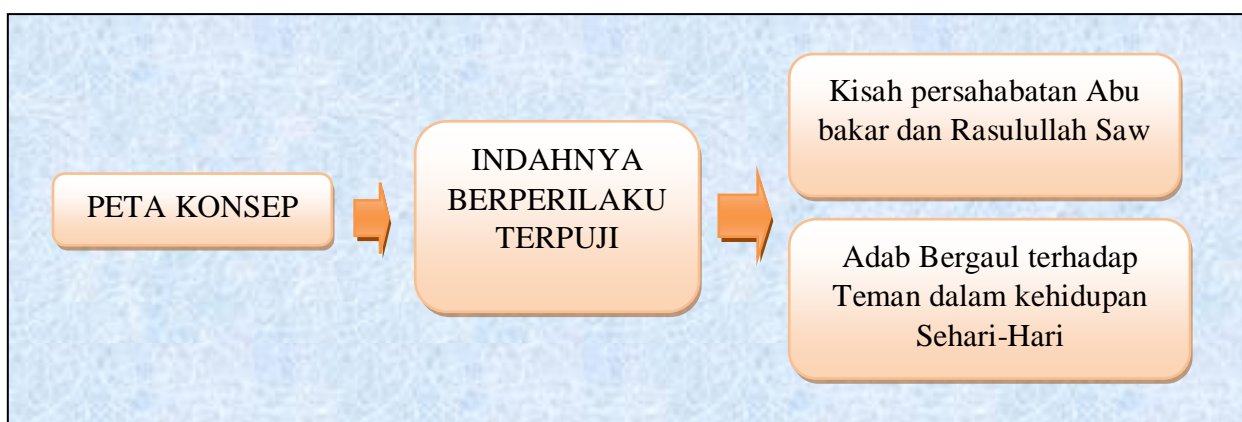 PETA KONSEP
INDAHNYA
BERPERILAKU
TERPUJI
Kisah persahabatan Abu
bakar dan Rasulullah Saw
Adab Bergaul terhadap
Teman dalam kehidupan
Sehari-Hari